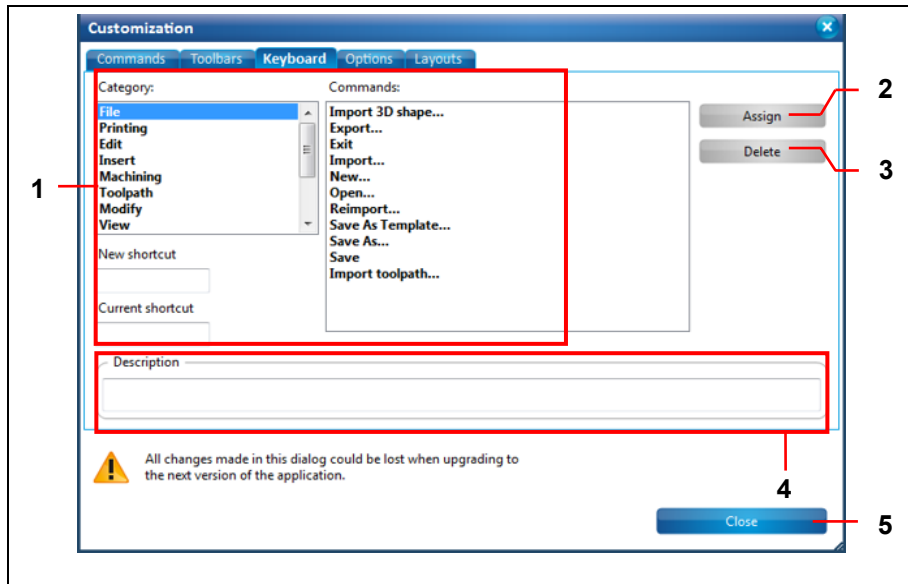 Customization
Commands Toolbars Keyboard Options Layouts
Category:
File
Printing
Edit
Insert
Machining
Toolpath
Modify
View
New shortcut
Current shortcut
Commands:
Import 3D shape...
Export...
Exit
Import...
New...
Open...
Reimport...
Save As Template...
Save As...
Save
Import toolpath...
Assign
Delete
Description
All changes made in this dialog could be lost when upgrading to
the next version of the application.
Close
1
2
3
4
5